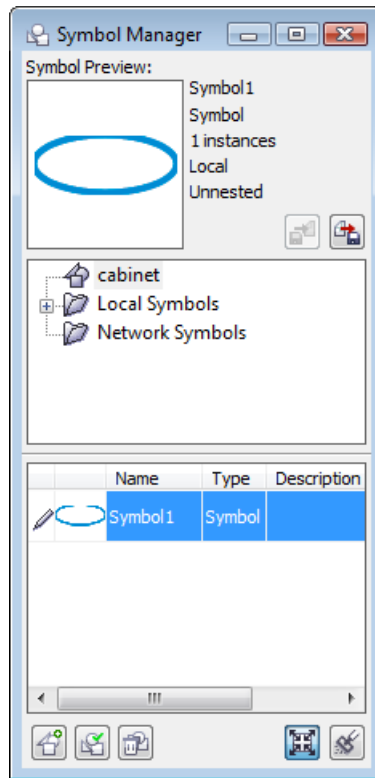 Symbol Manager
Symbol Preview:
Symbol1
Symbol
1 instances
Local
Unnested
cabinet
Local Symbols
Network Symbols
Name Type Description
Symbol1 Symbol